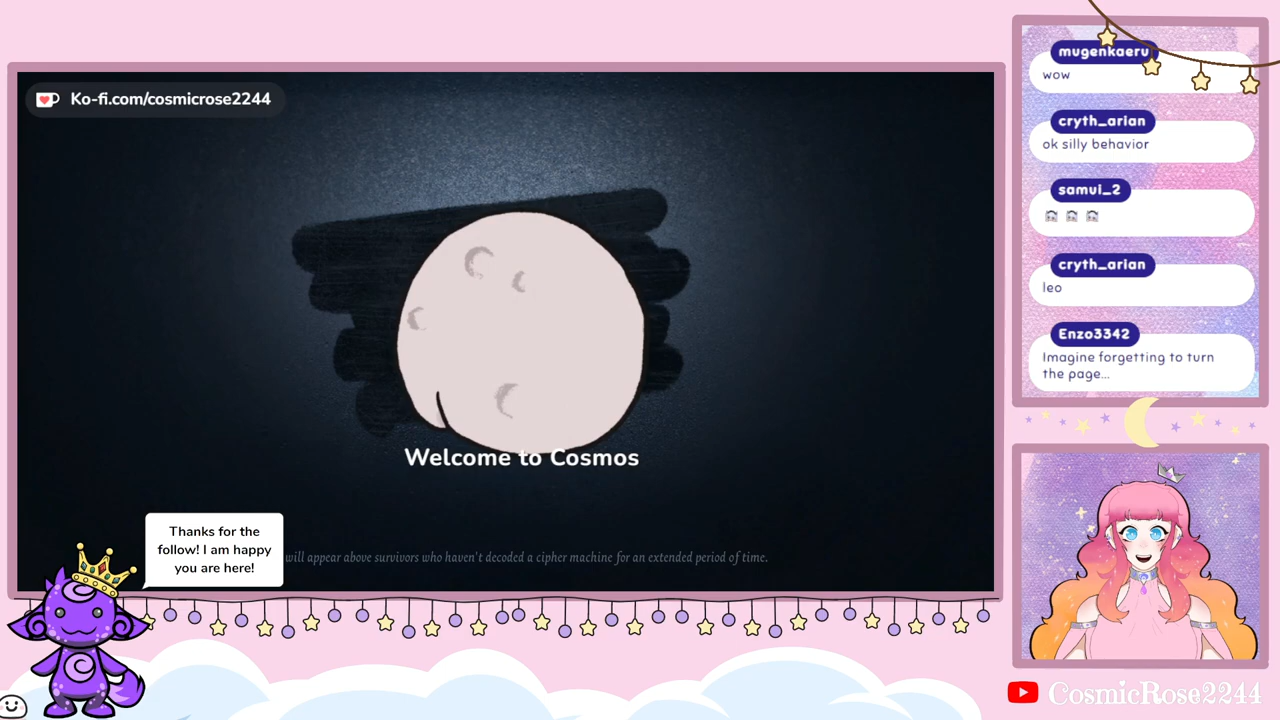 Ko-fi.com/cosmicrose2244
Welcome to Cosmos
will appear above survivors who haven't decoded a cipher machine for an extended period of time.
Thanks for the
follow! I am happy
you are here!
mugenkaeru
wow
cryth_arian
ok silly behavior
samui_2
cryth_arian
leo
Enzo3342
Imagine forgetting to turn
the page...
CosmicRose2244